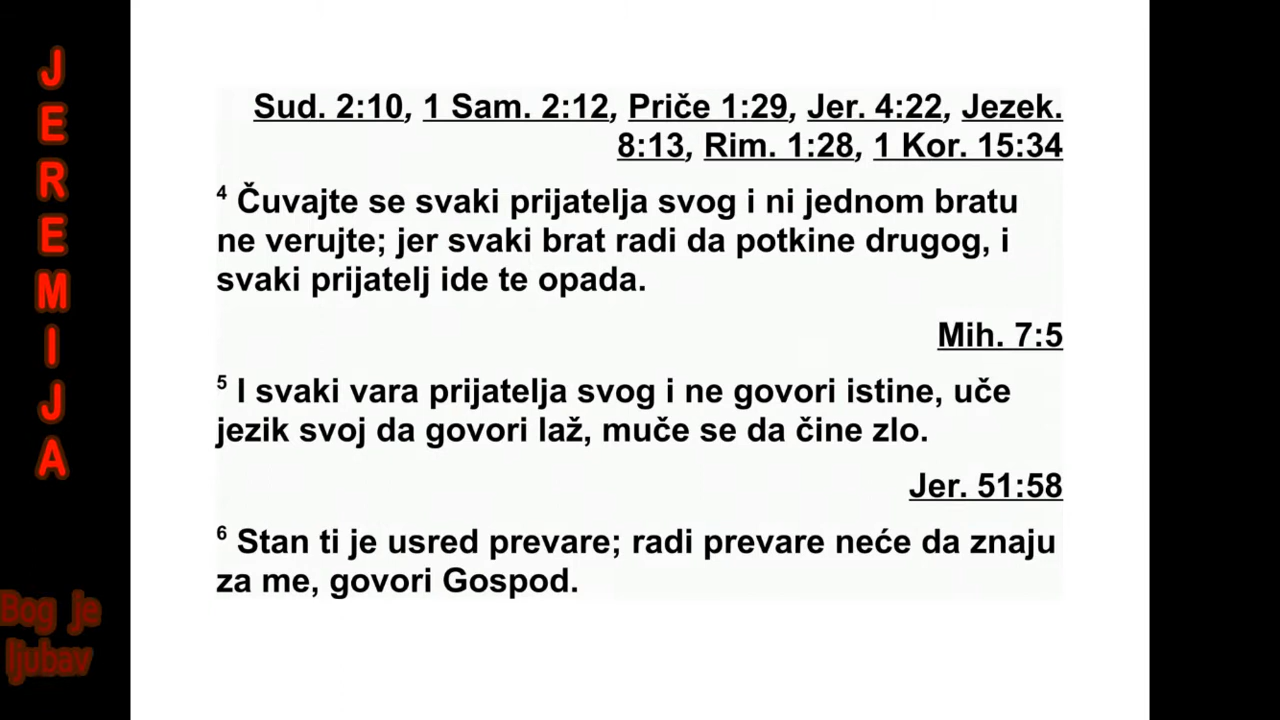 JEREMIJA
Bog je
ljubav
Sud. 2:10, 1 Sam. 2:12, Priče 1:29, Jer. 4:22, Jezek.
8:13, Rim. 1:28, 1 Kor. 15:34
4 Čuvajte se svaki prijatelja svog i ni jednom bratu
ne verujte; jer svaki brat radi da potkine drugog, i
svaki prijatelj ide te opada.
Mih. 7:5
5 I svaki vara prijatelja svog i ne govori istine, uče
jezik svoj da govori laž, muče se da čine zlo.
Jer. 51:58
6 Stan ti je usred prevare; radi prevare neće da znaju
za me, govori Gospod.